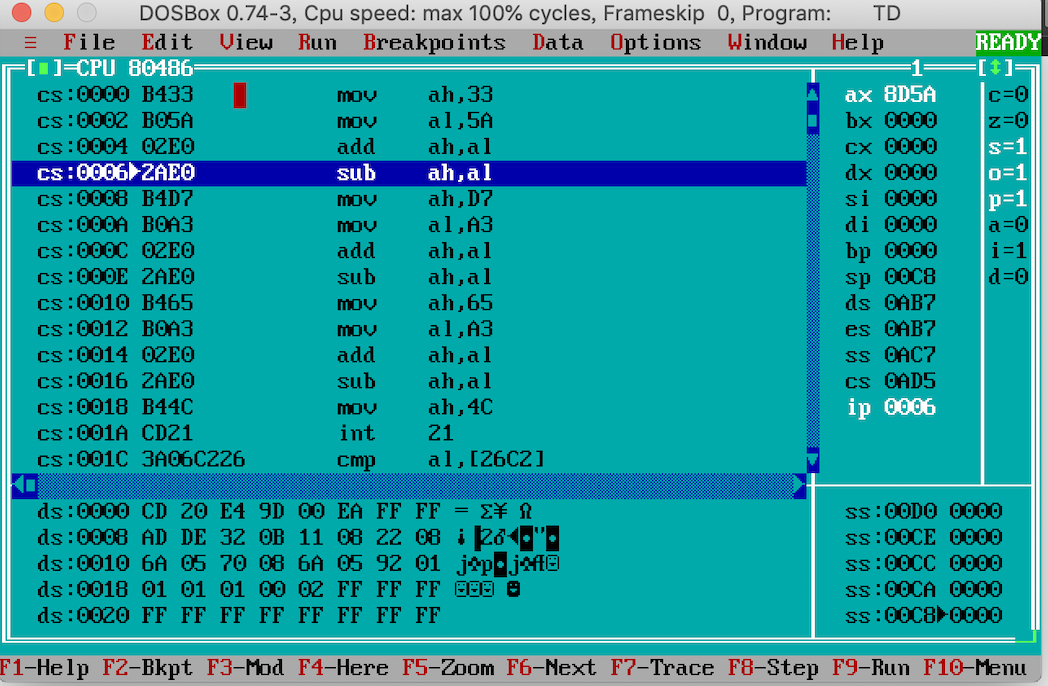 DOSBox 0.74-3, Cpu speed: max 100% cycles, Frameskip 0, Program: TD
≡ File Edit View Run Breakpoints Data Options Window Help READY
[■]=CPU 80486 1 [↕]
cs:0000 B433 mov ah,33 ax 8D5A c=0
cs:0002 B05A mov al,5A bx 0000 z=0
cs:0004 02E0 add ah,al cx 0000 s=1
cs:0006►2AE0 sub ah,al dx 0000 o=1
cs:0008 B4D7 mov ah,D7 si 0000 p=1
cs:000A B0A3 mov al,A3 di 0000 a=0
cs:000C 02E0 add ah,al bp 0000 i=1
cs:000E 2AE0 sub ah,al sp 00C8 d=0
cs:0010 B465 mov ah,65 ds 0AB7
cs:0012 B0A3 mov al,A3 es 0AB7
cs:0014 02E0 add ah,al ss 0AC7
cs:0016 2AE0 sub ah,al cs 0AD5
cs:0018 B44C mov ah,4C ip 0006
cs:001A CD21 int 21
cs:001C 3A06C226 cmp al,[26C2]
ds:0000 CD 20 E4 9D 00 EA FF FF = Σ¥ Ω ss:00D0 0000
ds:0008 AD DE 32 0B 11 08 22 08 ¡▐2♂◄◘"◘ ss:00CE 0000
ds:0010 6A 05 70 08 6A 05 92 01 j♣p◘j♣Æ☺ ss:00CC 0000
ds:0018 01 01 01 00 02 FF FF FF ☺☺☺ ☻ ss:00CA 0000
ds:0020 FF FF FF FF FF FF FF FF ss:00C8►0000
F1-Help F2-Bkpt F3-Mod F4-Here F5-Zoom F6-Next F7-Trace F8-Step F9-Run F10-Menu